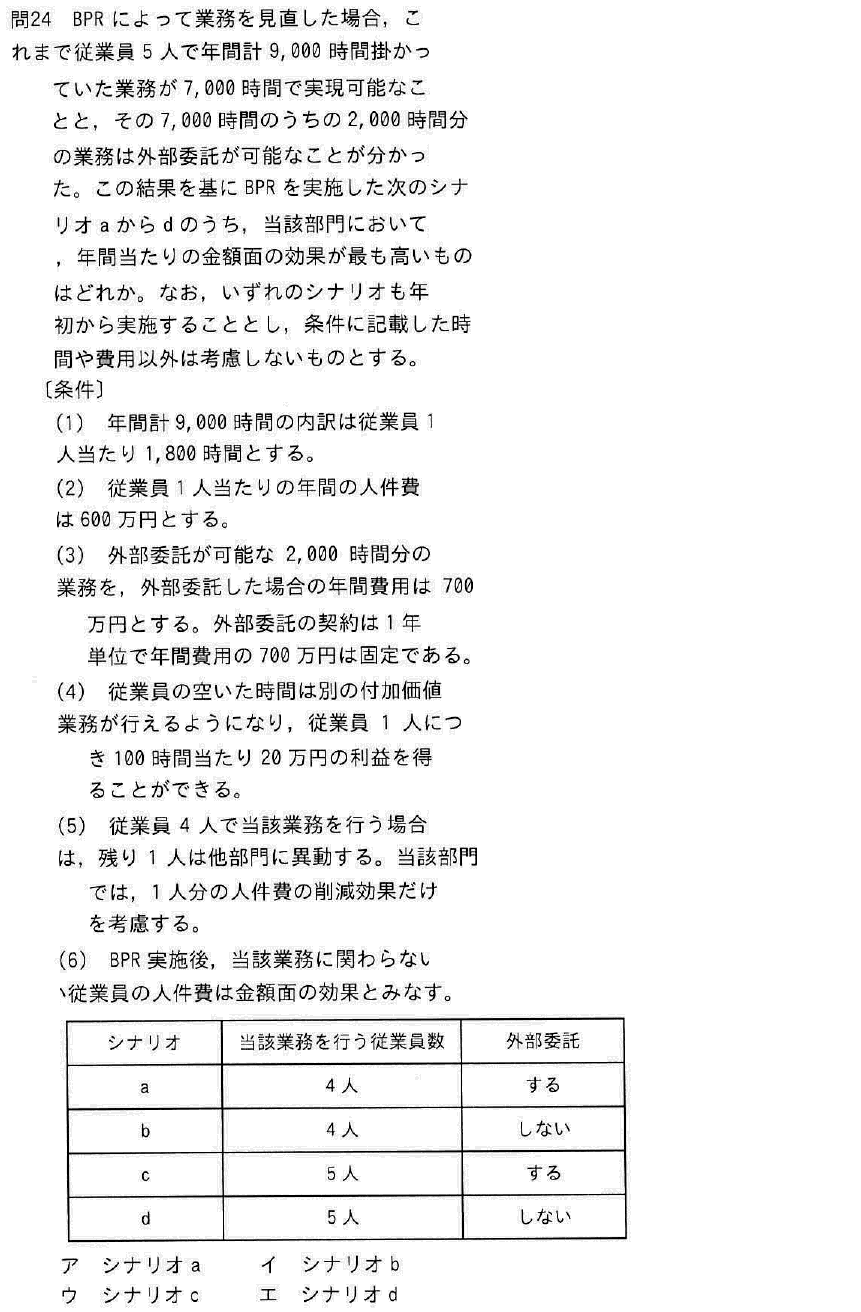 問24 BPRによって業務を見直した場合，こ
れまで従業員5人で年間計9,000時間掛かっ
ていた業務が7,000時間で実現可能なこ
とと，その7,000時間のうちの2,000時間分
の業務は外部委託が可能なことが分かっ
た。この結果を基にBPRを実施した次のシナ
リオaからdのうち，当該部門において
，年間当たりの金額面の効果が最も高いもの
はどれか。なお，いずれのシナリオも年
初から実施することとし，条件に記載した時
間や費用以外は考慮しないものとする。
〔条件〕
(1) 年間計9,000時間の内訳は従業員1
人当たり1,800時間とする。
(2) 従業員1人当たりの年間の人件費
は600万円とする。
(3) 外部委託が可能な 2,000 時間分の
業務を，外部委託した場合の年間費用は 700
万円とする。外部委託の契約は1年
単位で年間費用の700万円は固定である。
(4) 従業員の空いた時間は別の付加価値
業務が行えるようになり，従業員 1 人につ
き100時間当たり20万円の利益を得
ることができる。
(5) 従業員 4 人で当該業務を行う場合
は，残り 1 人は他部門に異動する。当該部門
では，1人分の人件費の削減効果だけ
を考慮する。
(6) BPR実施後，当該業務に関わらない
従業員の人件費は金額面の効果とみなす。
シナリオ 当該業務を行う従業員数 外部委託
a 4人 する
b 4人 しない
c 5人 する
d 5人 しない
ア シナリオa イ シナリオb
ウ シナリオc エ シナリオd